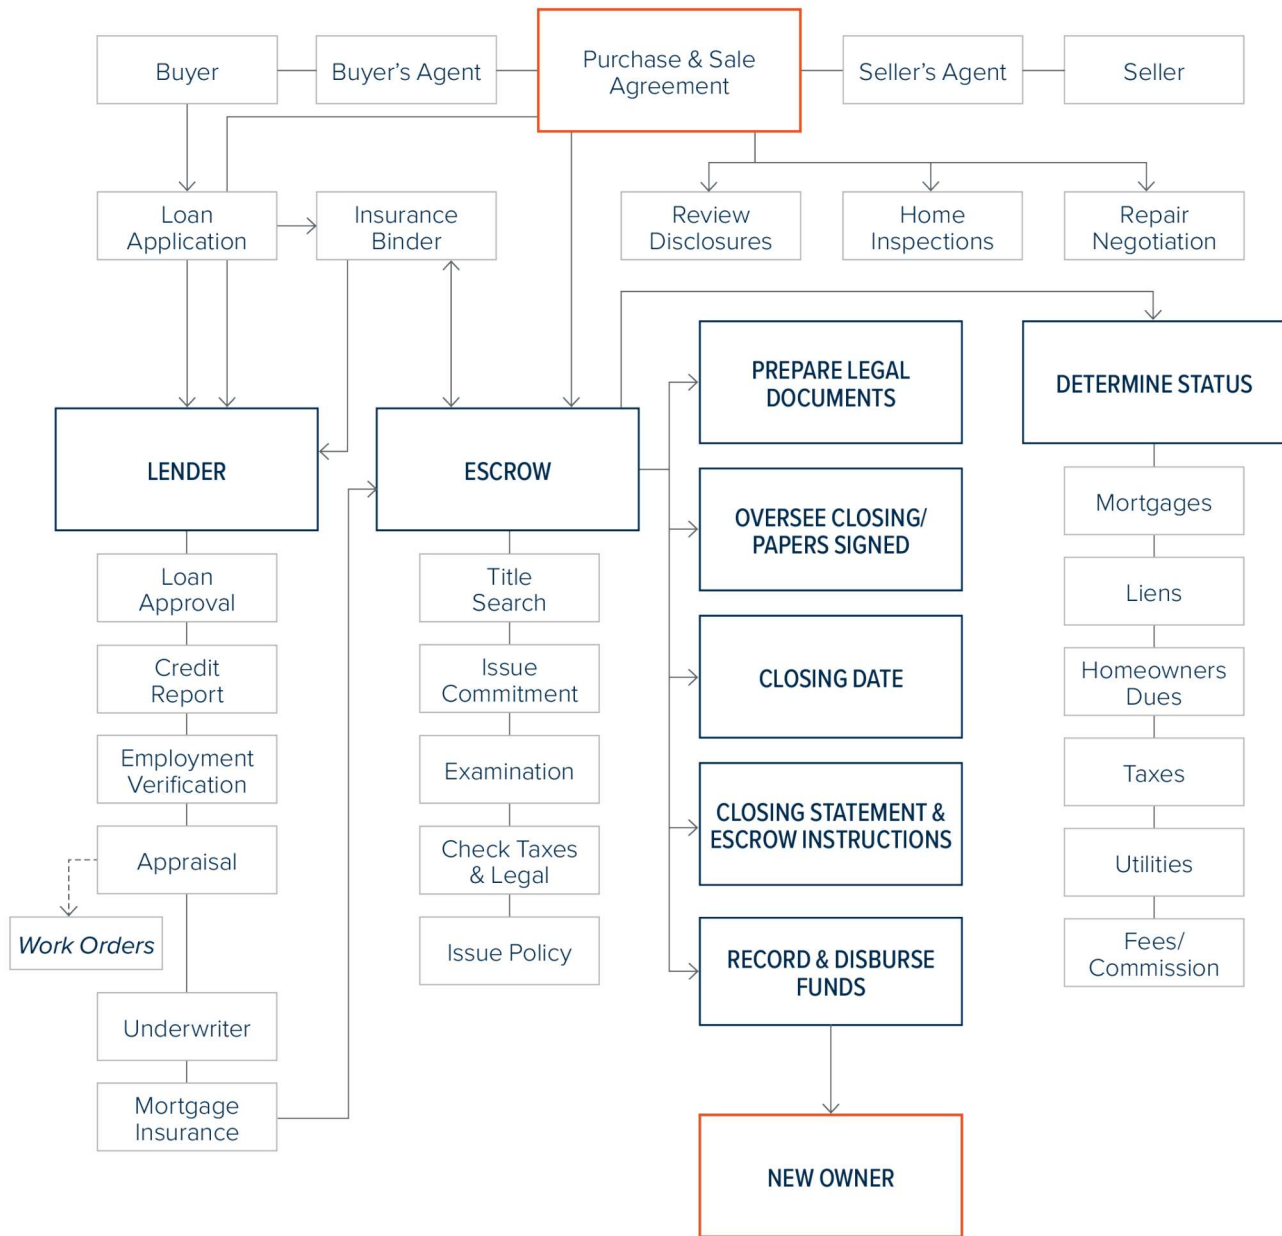 Buyer
Buyer's Agent
Purchase & Sale
Agreement
Seller's Agent
Seller
Loan
Application
Insurance
Binder
Review
Disclosures
Home
Inspections
Repair
Negotiation
LENDER
ESCROW
PREPARE LEGAL
DOCUMENTS
DETERMINE STATUS
Loan
Approval
Credit
Report
Employment
Verification
Appraisal
Work Orders
Underwriter
Mortgage
Insurance
Title
Search
Issue
Commitment
Examination
Check Taxes
& Legal
Issue Policy
OVERSEE CLOSING/
PAPERS SIGNED
CLOSING DATE
CLOSING STATEMENT &
ESCROW INSTRUCTIONS
RECORD & DISBURSE
FUNDS
NEW OWNER
Mortgages
Liens
Homeowners
Dues
Taxes
Utilities
Fees/
Commission